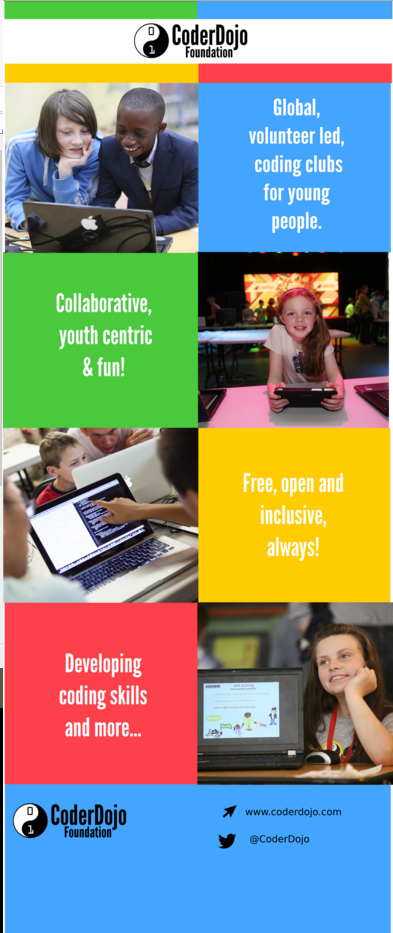 CoderDojo
Foundation
Global,
volunteer led,
coding clubs
for young
people.
Collaborative,
youth centric
& fun!
Free, open and
inclusive,
always!
Developing
coding skills
and more...
CoderDojo
Foundation
www.coderdojo.com
@CoderDojo